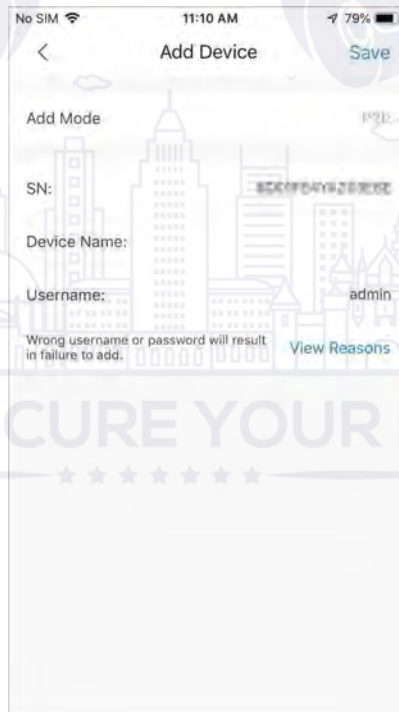 No SIM 11:10 AM 79%
Add Device Save
Add Mode P2P
SN:
Device Name:
Username: admin
Wrong username or password will result
in failure to add. View Reasons
CURE YOUR